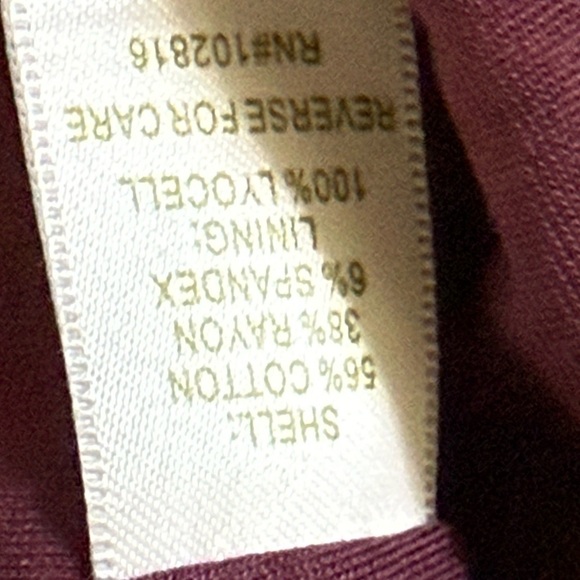 SHELL:
56% COTTON
38% RAYON
6% SPANDEX
LINING:
100% LYOCELL
REVERSE FOR CARE
RN#102816